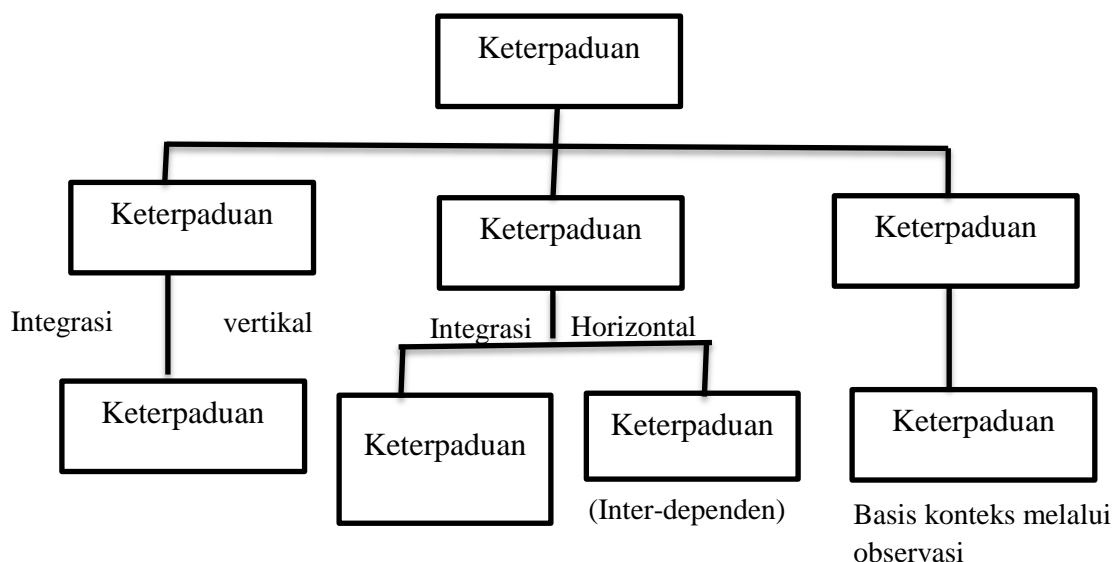 Keterpaduan
Keterpaduan
Keterpaduan
Keterpaduan
Integrasi vertikal
Integrasi Horizontal
Keterpaduan
Keterpaduan
Keterpaduan
(Inter-dependen)
Keterpaduan
Basis konteks melalui
observasi